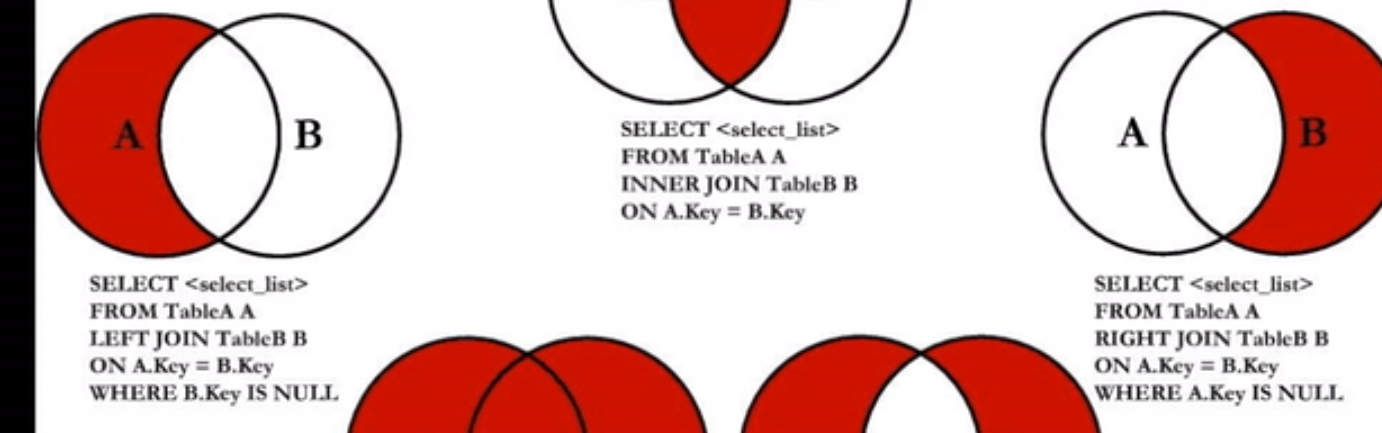 A B
SELECT <select_list>
FROM TableA A
LEFT JOIN TableB B
ON A.Key = B.Key
WHERE B.Key IS NULL
SELECT <select_list>
FROM TableA A
INNER JOIN TableB B
ON A.Key = B.Key
A B
SELECT <select_list>
FROM TableA A
RIGHT JOIN TableB B
ON A.Key = B.Key
WHERE A.Key IS NULL